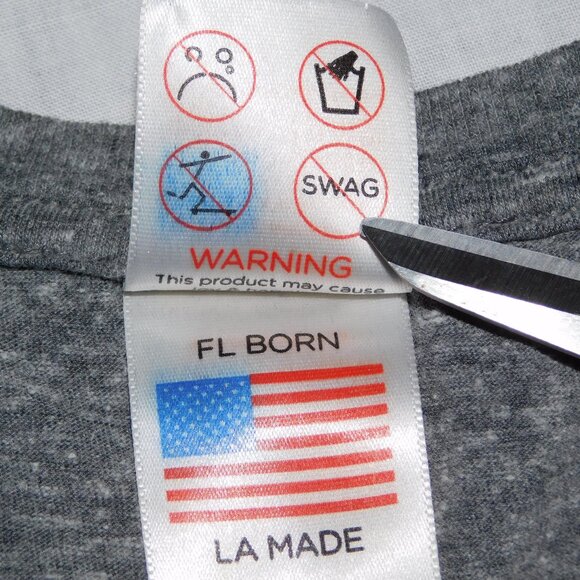 SWAG
WARNING
This product may cause
FL BORN
LA MADE